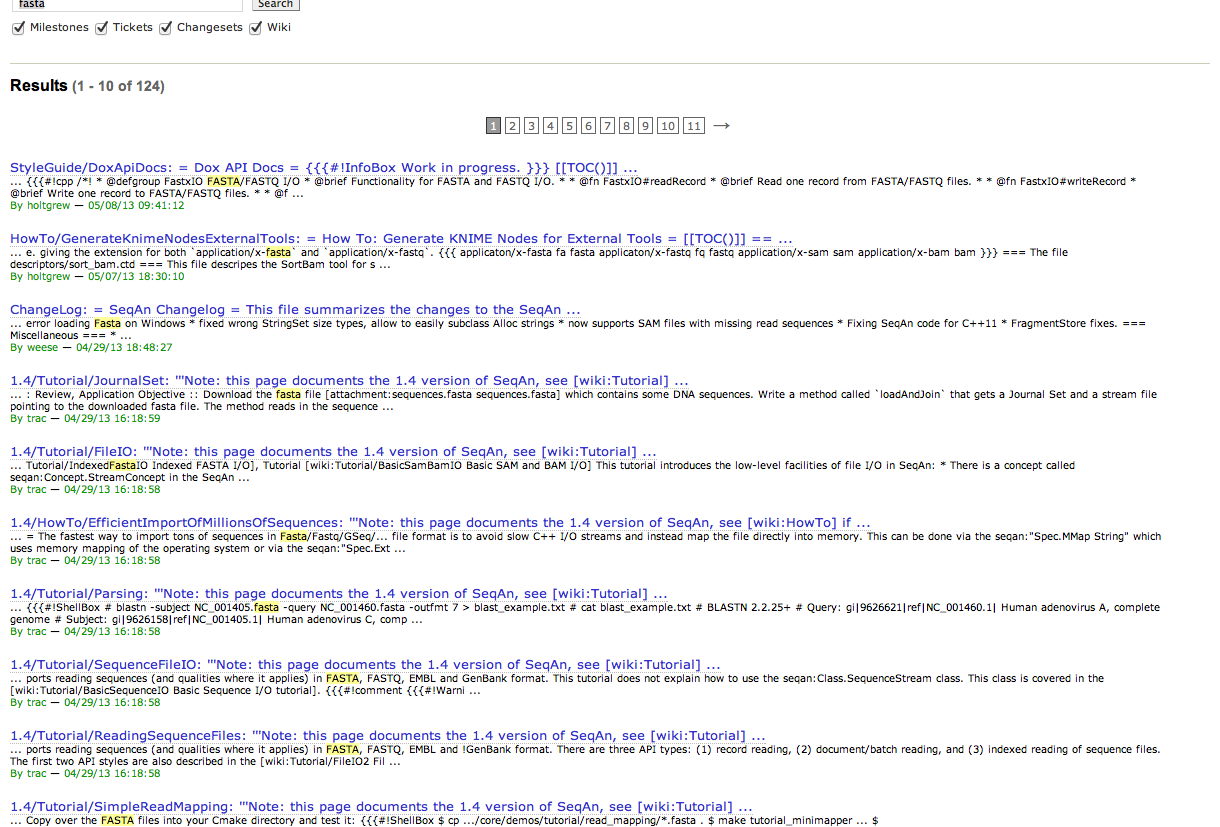 fasta Search
Milestones Tickets Changesets Wiki
Results (1 - 10 of 124)
1 2 3 4 5 6 7 8 9 10 11 →
StyleGuide/DoxApiDocs: = Dox API Docs = {{{#!InfoBox Work in progress. }}} [[TOC()]] ...
... {{{#!cpp /*! * @defgroup FastxIO FASTA/FASTQ I/O * @brief Functionality for FASTA and FASTQ I/O. * * @fn FastxIO#readRecord * @brief Read one record from FASTA/FASTQ files. * * @fn FastxIO#writeRecord *
@brief Write one record to FASTA/FASTQ files. * * @f ...
By holtgrew — 05/08/13 09:41:12
HowTo/GenerateKnimeNodesExternalTools: = How To: Generate KNIME Nodes for External Tools = [[TOC()]] == ...
... e. giving the extension for both `application/x-fasta` and `application/x-fastq`. {{{ applicaton/x-fasta fa fasta applicaton/x-fastq fq fastq application/x-sam sam application/x-bam bam }}} === The file
descriptors/sort_bam.ctd === This file descripes the SortBam tool for s ...
By holtgrew — 05/07/13 18:30:10
ChangeLog: = SeqAn Changelog = This file summarizes the changes to the SeqAn ...
... error loading Fasta on Windows * fixed wrong StringSet size types, allow to easily subclass Alloc strings * now supports SAM files with missing read sequences * Fixing SeqAn code for C++11 * FragmentStore fixes. ===
Miscellaneous === * ...
By weese — 04/29/13 18:48:27
1.4/Tutorial/JournalSet: '''Note: this page documents the 1.4 version of SeqAn, see [wiki:Tutorial] ...
... : Review, Application Objective :: Download the fasta file [attachment:sequences.fasta sequences.fasta] which contains some DNA sequences. Write a method called `loadAndJoin` that gets a Journal Set and a stream file
pointing to the downloaded fasta file. The method reads in the sequence ...
By trac — 04/29/13 16:18:59
1.4/Tutorial/FileIO: '''Note: this page documents the 1.4 version of SeqAn, see [wiki:Tutorial] ...
... Tutorial/IndexedFastaIO Indexed FASTA I/O], Tutorial [wiki:Tutorial/BasicSamBamIO Basic SAM and BAM I/O] This tutorial introduces the low-level facilities of file I/O in SeqAn: * There is a concept called
seqan:Concept.StreamConcept in the SeqAn ...
By trac — 04/29/13 16:18:58
1.4/HowTo/EfficientImportOfMillionsOfSequences: '''Note: this page documents the 1.4 version of SeqAn, see [wiki:HowTo] if ...
... = The fastest way to import tons of sequences in Fasta/Fastq/GSeq/... file format is to avoid slow C++ I/O streams and instead map the file directly into memory. This can be done via the seqan:"Spec.MMap String" which
uses memory mapping of the operating system or via the seqan:"Spec.Ext ...
By trac — 04/29/13 16:18:58
1.4/Tutorial/Parsing: '''Note: this page documents the 1.4 version of SeqAn, see [wiki:Tutorial] ...
... {{{#!ShellBox # blastn -subject NC_001405.fasta -query NC_001460.fasta -outfmt 7 > blast_example.txt # cat blast_example.txt # BLASTN 2.2.25+ # Query: gi|9626621|ref|NC_001460.1| Human adenovirus A, complete
genome # Subject: gi|9626158|ref|NC_001405.1| Human adenovirus C, comp ...
By trac — 04/29/13 16:18:58
1.4/Tutorial/SequenceFileIO: '''Note: this page documents the 1.4 version of SeqAn, see [wiki:Tutorial] ...
... ports reading sequences (and qualities where it applies) in FASTA, FASTQ, EMBL and GenBank format. This tutorial does not explain how to use the seqan:Class.SequenceStream class. This class is covered in the
[wiki:Tutorial/BasicSequenceIO Basic Sequence I/O tutorial]. {{{#!comment {{{#!Warni ...
By trac — 04/29/13 16:18:58
1.4/Tutorial/ReadingSequenceFiles: '''Note: this page documents the 1.4 version of SeqAn, see [wiki:Tutorial] ...
... ports reading sequences (and qualities where it applies) in FASTA, FASTQ, EMBL and !GenBank format. There are three API types: (1) record reading, (2) document/batch reading, and (3) indexed reading of sequence files.
The first two API styles are also described in the [wiki:Tutorial/FileIO2 Fil ...
By trac — 04/29/13 16:18:58
1.4/Tutorial/SimpleReadMapping: '''Note: this page documents the 1.4 version of SeqAn, see [wiki:Tutorial] ...
... Copy over the FASTA files into your Cmake directory and test it: {{{#!ShellBox $ cp .../core/demos/tutorial/read_mapping/*.fasta . $ make tutorial_minimapper ... $